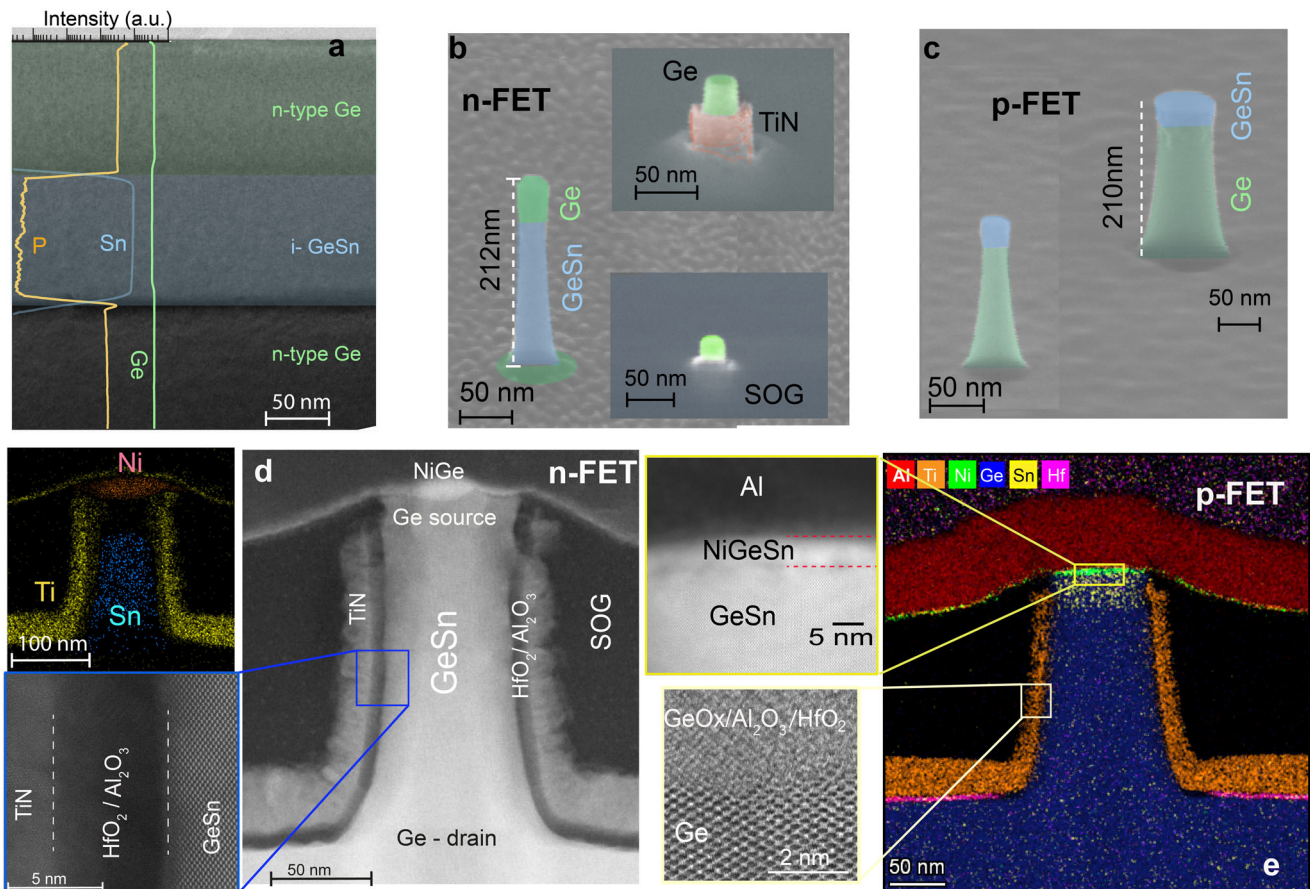 Intensity (a.u.)
a
n-type Ge
P
Sn
i- GeSn
Ge
n-type Ge
50 nm
b
n-FET
Ge
TiN
50 nm
212nm
Ge
GeSn
50 nm
50 nm
SOG
c
p-FET
210nm
GeSn
Ge
50 nm
50 nm
Ni
Ti
Sn
100 nm
TiN
HfO₂ / Al₂O₃
GeSn
5 nm
d
NiGe
n-FET
Ge source
TiN
GeSn
HfO₂/ Al₂O₃
SOG
Ge - drain
50 nm
Al
NiGeSn
GeSn
5 nm
GeOx/Al₂O₃/HfO₂
Ge
2 nm
Al Ti Ni Ge Sn Hf
p-FET
50 nm
e